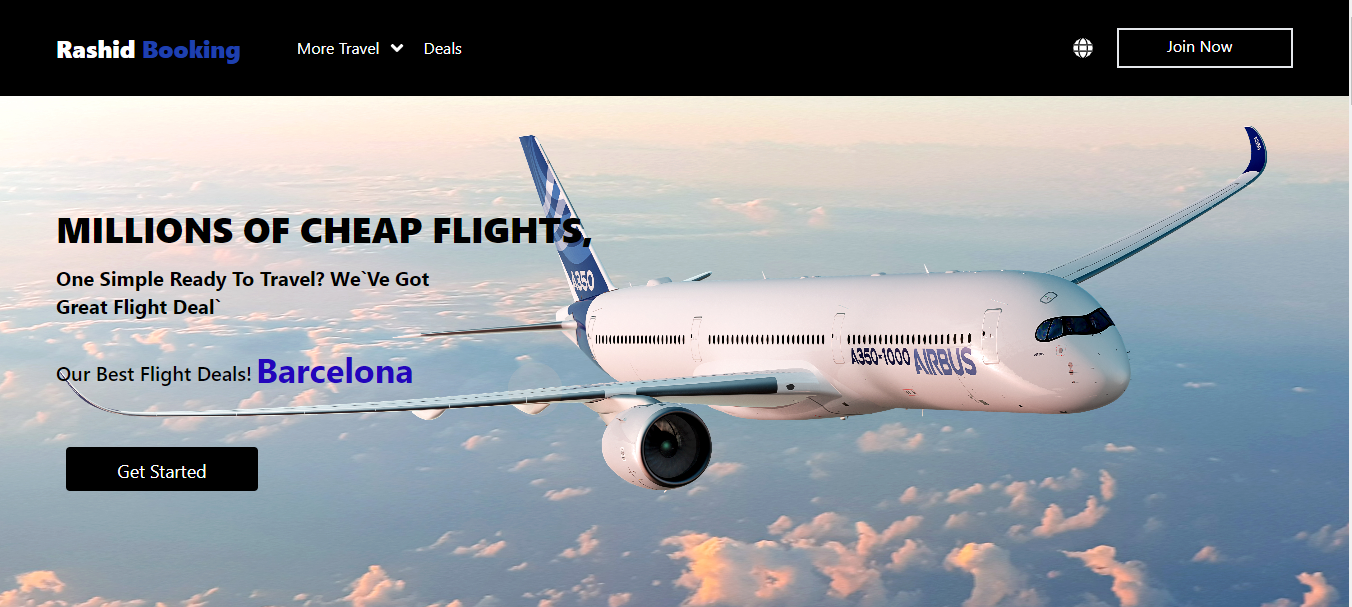 Rashid Booking
More Travel
Deals
Join Now
MILLIONS OF CHEAP FLIGHTS,
A350
One Simple Ready To Travel? We`Ve Got
Great Flight Deal`
A350-1000 AIRBUS
Our Best Flight Deals! Barcelona
Get Started